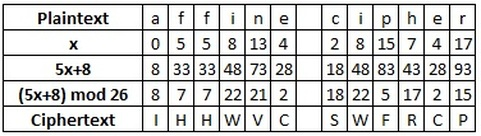 Plaintext a f f i n e c i p h e r
x 0 5 5 8 13 4 2 8 15 7 4 17
5x+8 8 33 33 48 73 28 18 48 83 43 28 93
(5x+8) mod 26 8 7 7 22 21 2 18 22 5 17 2 15
Ciphertext I H H W V C S W F R C P